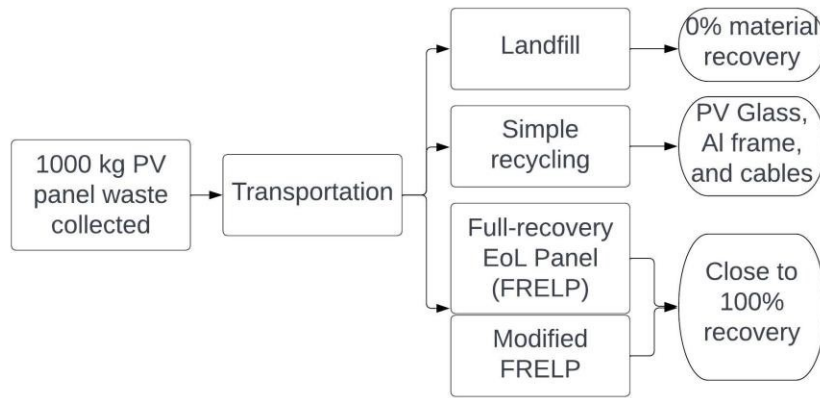 1000 kg PV
panel waste
collected
Transportation
Landfill
0% material
recovery
Simple
recycling
PV Glass,
Al frame,
and cables
Full-recovery
EoL Panel
(FRELP)
Modified
FRELP
Close to
100%
recovery